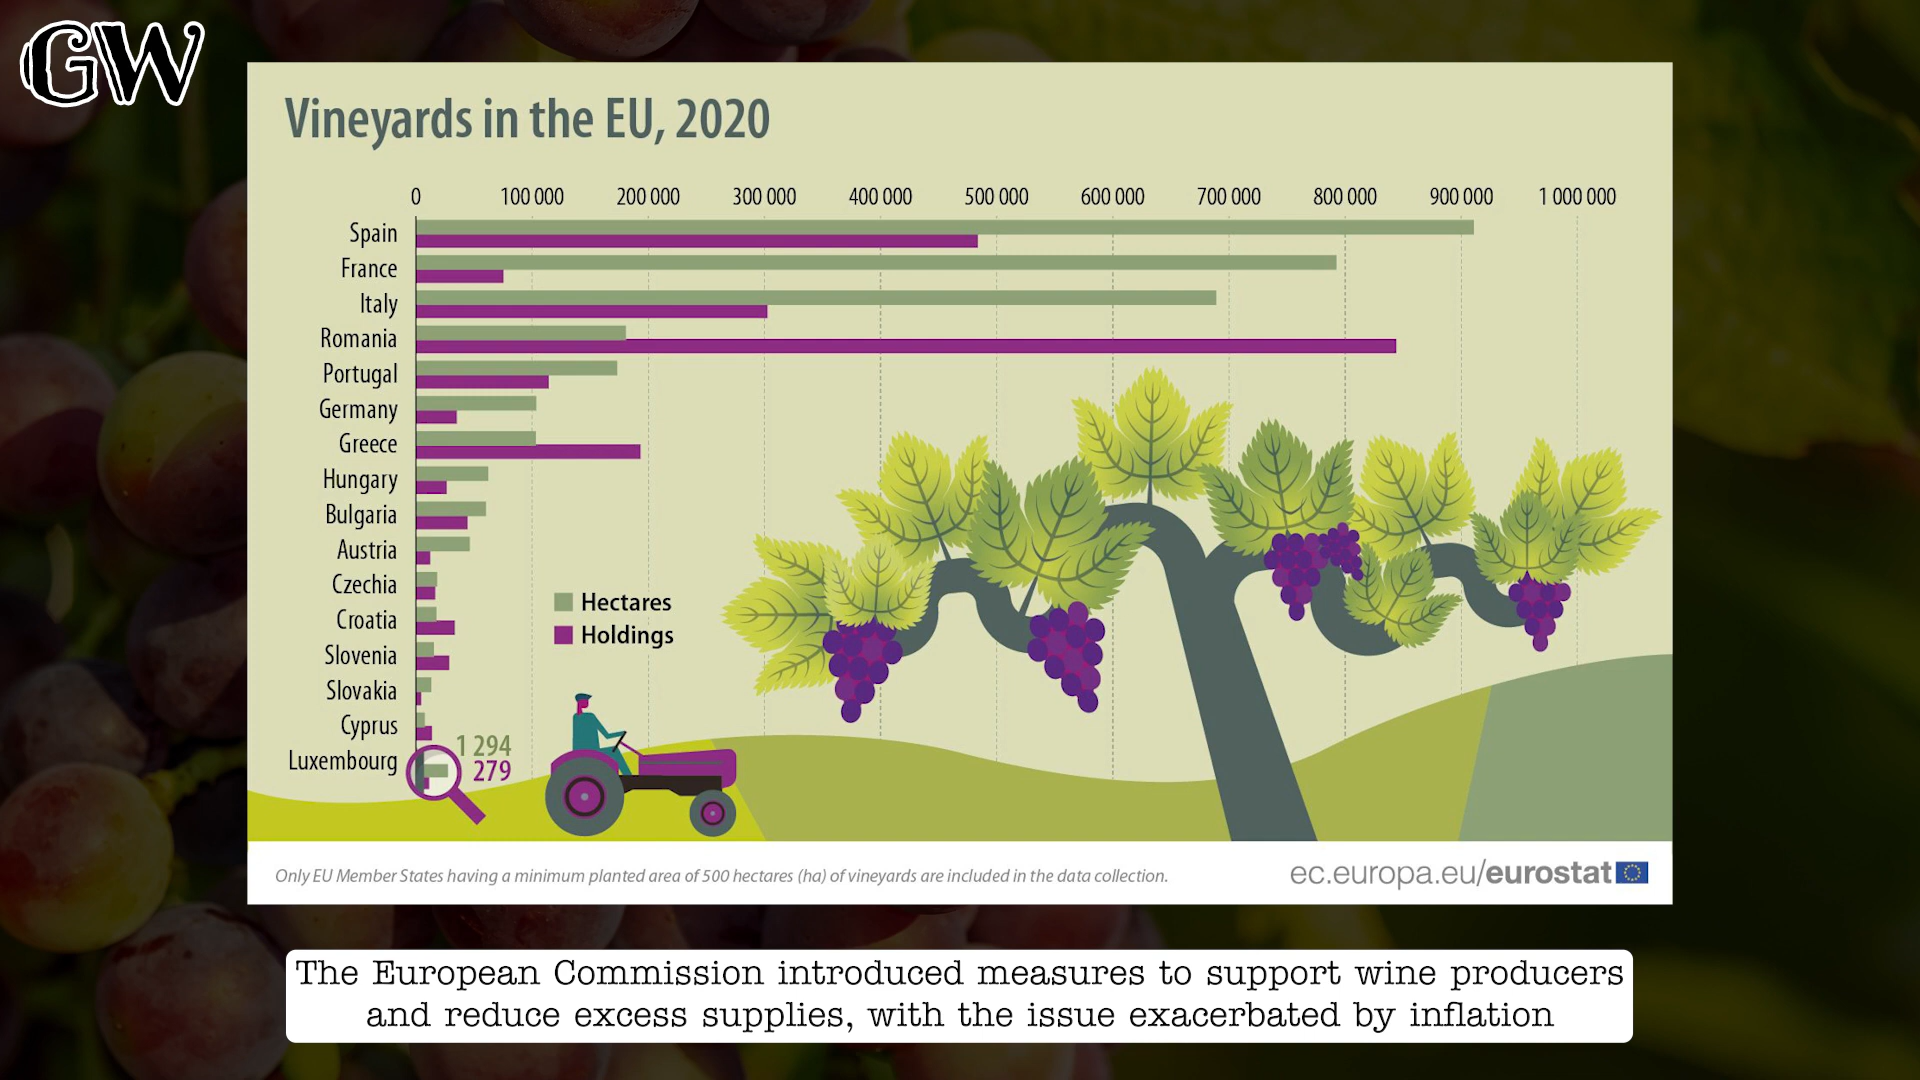 GW
Vineyards in the EU, 2020
0 100 000 200 000 300 000 400 000 500 000 600 000 700 000 800 000 900 000 1 000 000
Spain
France
Italy
Romania
Portugal
Germany
Greece
Hungary
Bulgaria
Austria
Czechia
Croatia
Slovenia
Slovakia
Cyprus
Luxembourg
1 294
279
Hectares
Holdings
Only EU Member States having a minimum planted area of 500 hectares (ha) of vineyards are included in the data collection.
ec.europa.eu/eurostat
The European Commission introduced measures to support wine producers
and reduce excess supplies, with the issue exacerbated by inflation